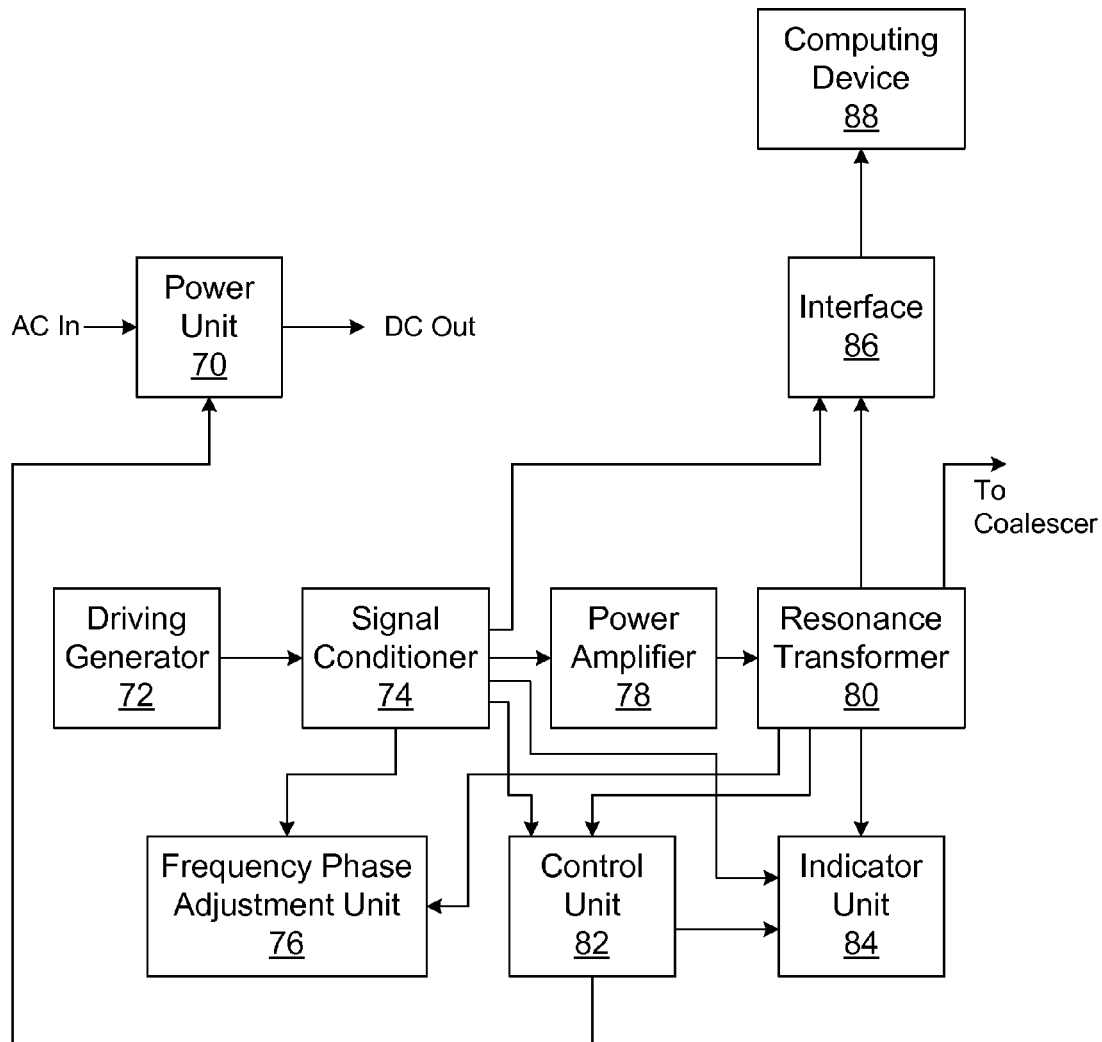 Computing
Device
88
Power
Unit
70
AC In
DC Out
Interface
86
To
Coalescer
Driving
Generator
72
Signal
Conditioner
74
Power
Amplifier
78
Resonance
Transformer
80
Frequency Phase
Adjustment Unit
76
Control
Unit
82
Indicator
Unit
84